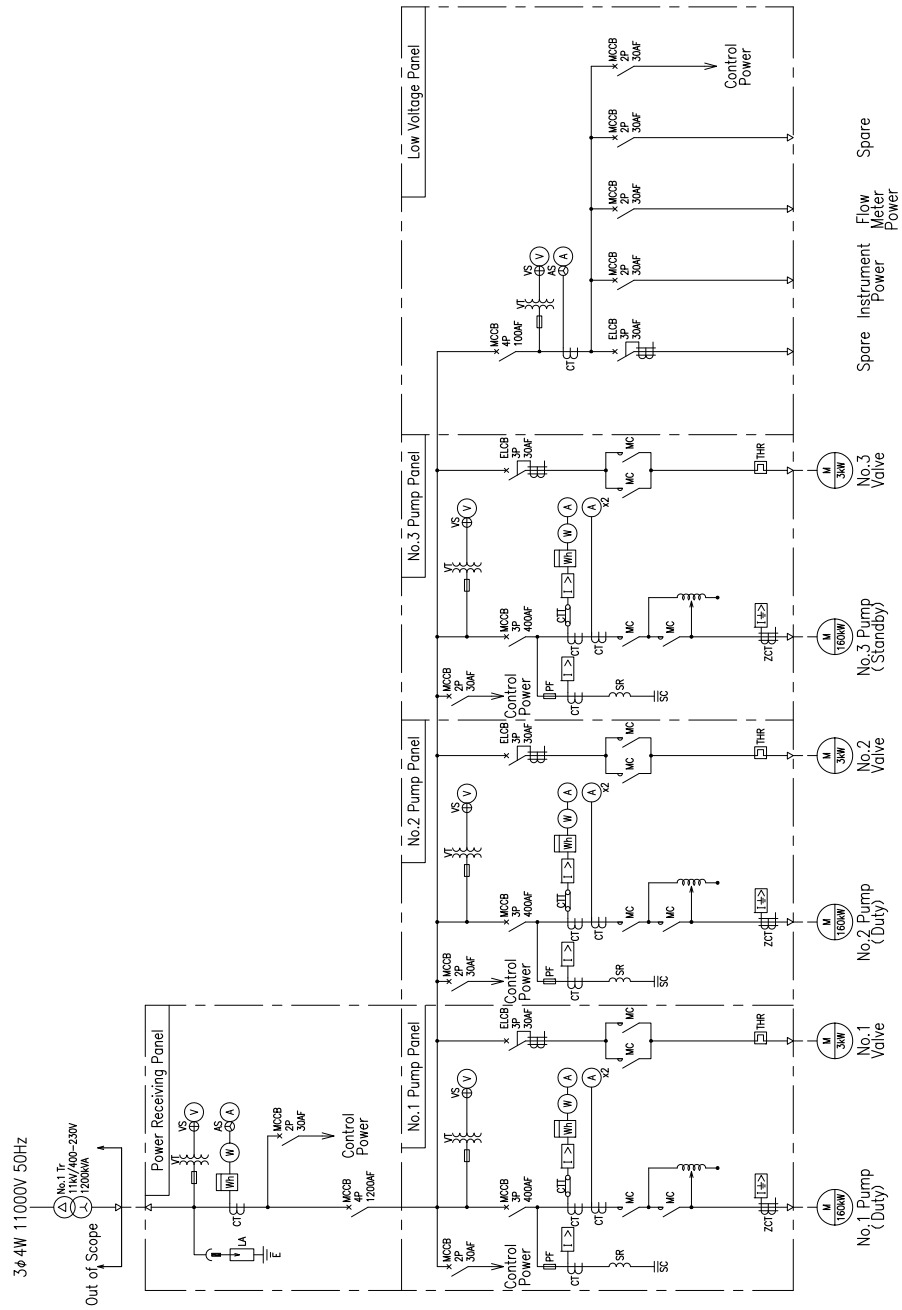 3φ4W 11000V 50Hz
No.1 Tr
11kV/400-230V
1200kVA
Out of Scope
Power Receiving Panel
VT
VS
V
LA
E
CT
Wh
W
AS
A
MCCB
2P
30AF
Control
Power
MCCB
4P
1200AF
No.1 Pump Panel
MCCB
2P
30AF
Control
Power
VT
VS
V
MCCB
3P
400AF
PF
I >
CT
SR
SC
CT
CTT
I >
Wh
W
A
CT
A
x2
MC
MC
ZCT
I ⏚>
M
160kW
No.1 Pump
(Duty)
ELCB
3P
30AF
MC
MC
THR
M
3kW
No.1
Valve
No.2 Pump Panel
MCCB
2P
30AF
Control
Power
VT
VS
V
MCCB
3P
400AF
PF
I >
CT
SR
SC
CT
CTT
I >
Wh
W
A
CT
A
x2
MC
MC
ZCT
I ⏚>
M
160kW
No.2 Pump
(Duty)
ELCB
3P
30AF
MC
MC
THR
M
3kW
No.2
Valve
No.3 Pump Panel
MCCB
2P
30AF
Control
Power
VT
VS
V
MCCB
3P
400AF
PF
I >
CT
SR
SC
CT
CTT
I >
Wh
W
A
CT
A
x2
MC
MC
ZCT
I ⏚>
M
160kW
No.3 Pump
(Standby)
ELCB
3P
30AF
MC
MC
THR
M
3kW
No.3
Valve
Low Voltage Panel
MCCB
4P
100AF
VT
VS
V
CT
AS
A
ELCB
3P
30AF
Spare
MCCB
2P
30AF
Instrument
Power
MCCB
2P
30AF
Flow
Meter
Power
MCCB
2P
30AF
Spare
MCCB
2P
30AF
Control
Power